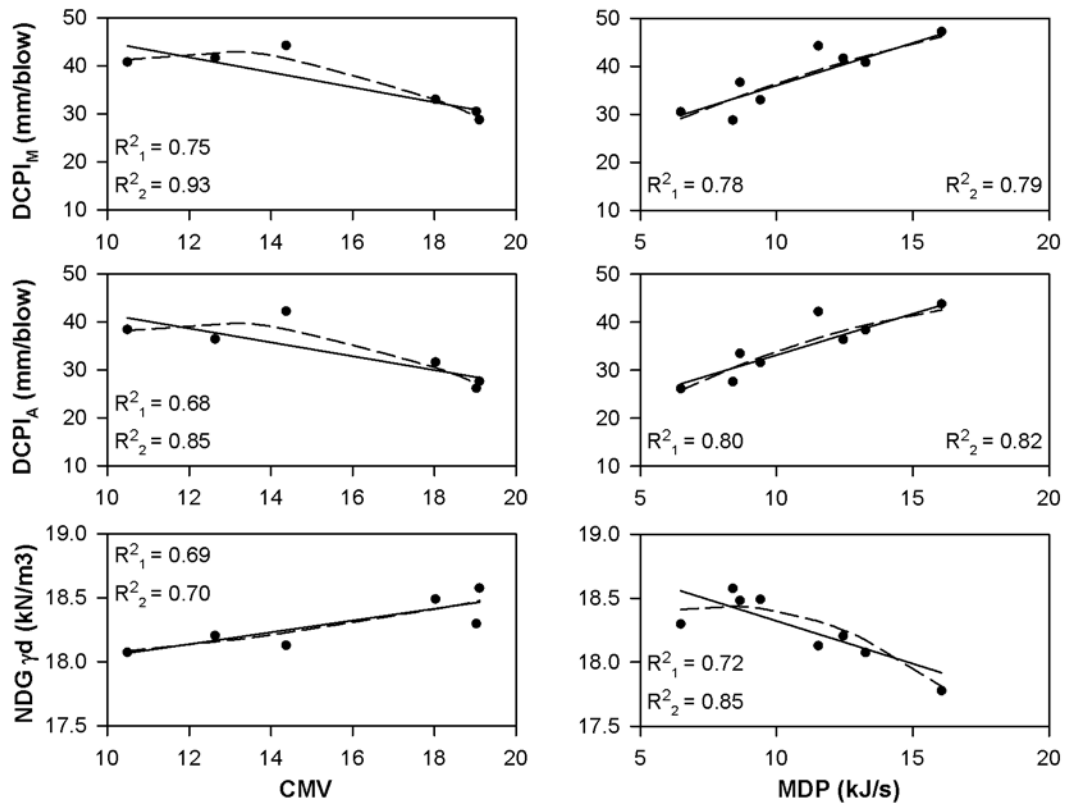 50
40
30
20
10
DCPI_M (mm/blow)
R²₁ = 0.75
R²₂ = 0.93
10 12 14 16 18 20
50
40
30
20
10
R²₁ = 0.78
R²₂ = 0.79
5 10 15 20
50
40
30
20
10
DCPI_A (mm/blow)
R²₁ = 0.68
R²₂ = 0.85
10 12 14 16 18 20
50
40
30
20
10
R²₁ = 0.80
R²₂ = 0.82
5 10 15 20
19.0
18.5
18.0
17.5
NDG γd (kN/m3)
R²₁ = 0.69
R²₂ = 0.70
10 12 14 16 18 20
CMV
19.0
18.5
18.0
17.5
R²₁ = 0.72
R²₂ = 0.85
5 10 15 20
MDP (kJ/s)